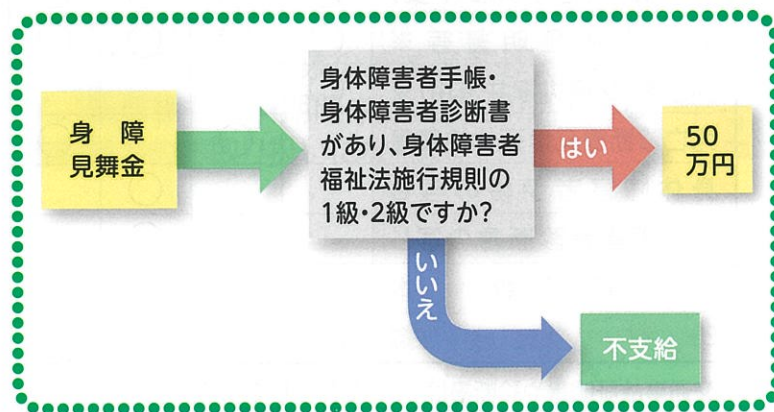 身 障
見舞金
身体障害者手帳・
身体障害者診断書
があり、身体障害者
福祉法施行規則の
1級・2級ですか?
はい
50
万円
いいえ
不支給